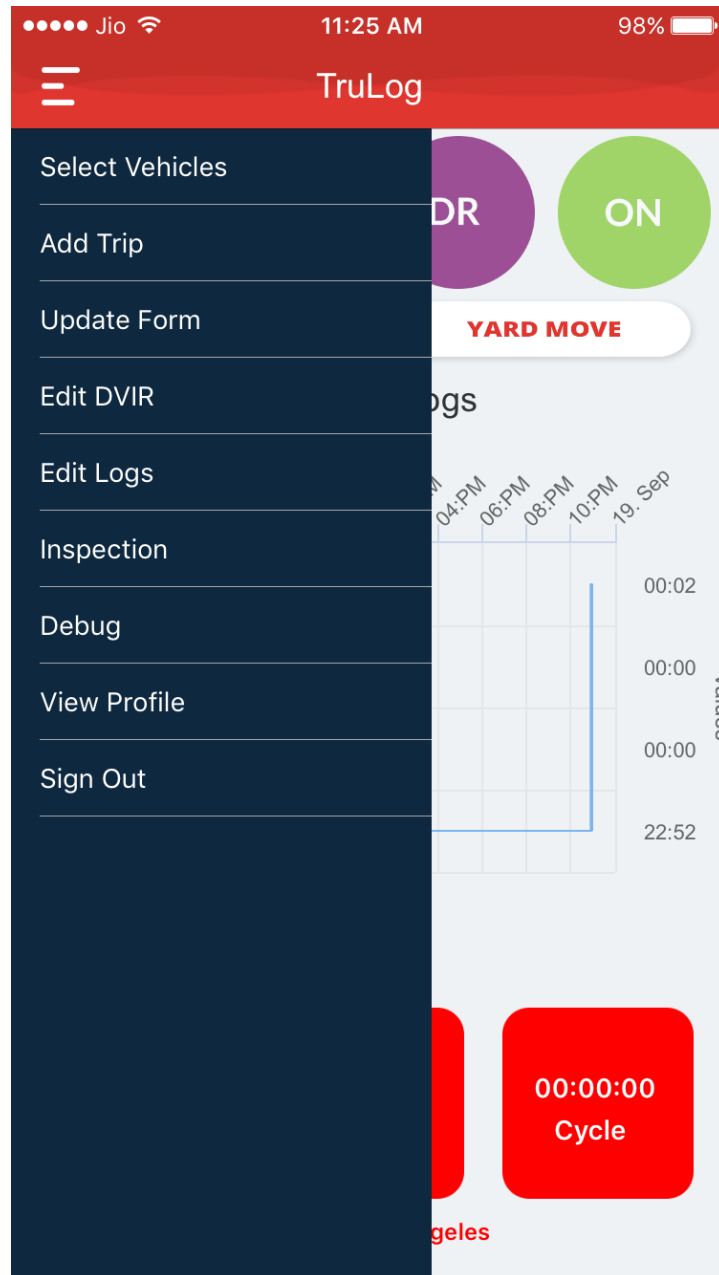 Jio 11:25 AM 98%
TruLog
Select Vehicles
Add Trip
Update Form
Edit DVIR
Edit Logs
Inspection
Debug
View Profile
Sign Out
DR ON
YARD MOVE
ogs
04:PM 06:PM 08:PM 10:PM 19. Sep
00:02
00:00
00:00
22:52
00:00:00
Cycle
geles